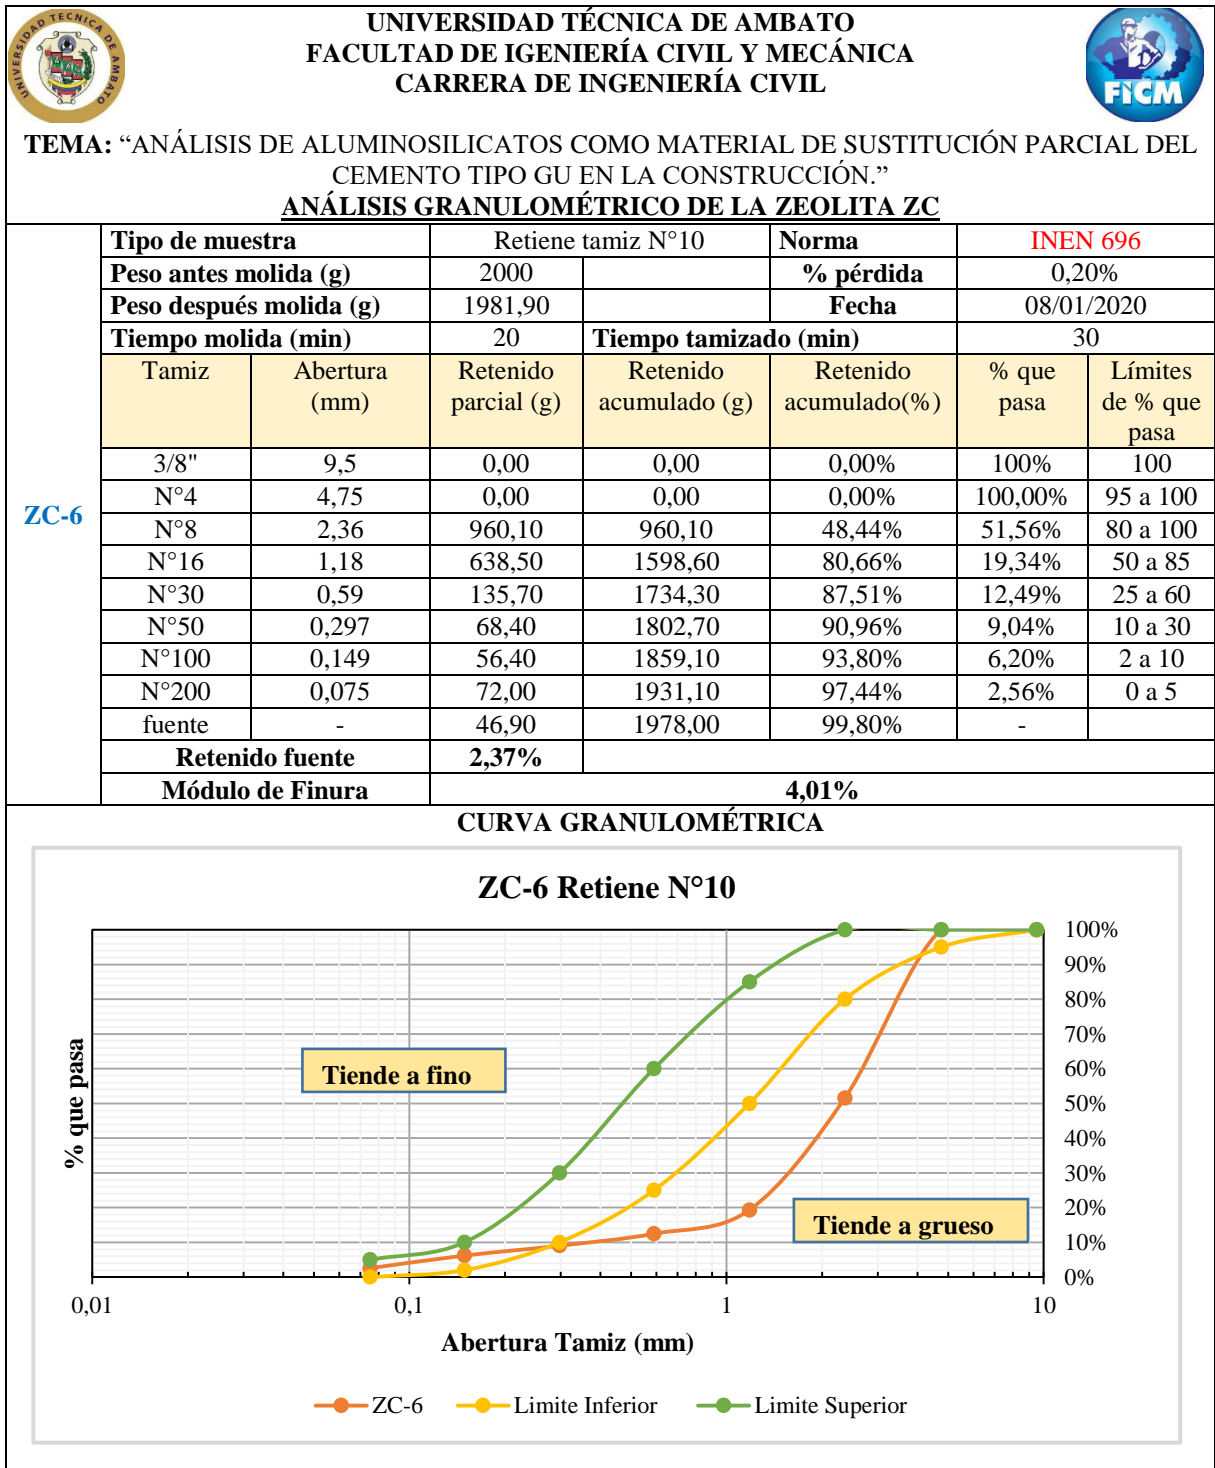 UNIVERSIDAD TÉCNICA DE AMBATO
FACULTAD DE IGENIERÍA CIVIL Y MECÁNICA
CARRERA DE INGENIERÍA CIVIL
UNIVERSIDAD TECNICA DE AMBATO
FICM
TEMA: “ANÁLISIS DE ALUMINOSILICATOS COMO MATERIAL DE SUSTITUCIÓN PARCIAL DEL
CEMENTO TIPO GU EN LA CONSTRUCCIÓN.”
ANÁLISIS GRANULOMÉTRICO DE LA ZEOLITA ZC
ZC-6
Tipo de muestra Retiene tamiz N°10 Norma INEN 696
Peso antes molida (g) 2000 % pérdida 0,20%
Peso después molida (g) 1981,90 Fecha 08/01/2020
Tiempo molida (min) 20 Tiempo tamizado (min) 30
Tamiz Abertura Retenido Retenido Retenido % que Límites
(mm) parcial (g) acumulado (g) acumulado(%) pasa de % que
pasa
3/8" 9,5 0,00 0,00 0,00% 100% 100
N°4 4,75 0,00 0,00 0,00% 100,00% 95 a 100
N°8 2,36 960,10 960,10 48,44% 51,56% 80 a 100
N°16 1,18 638,50 1598,60 80,66% 19,34% 50 a 85
N°30 0,59 135,70 1734,30 87,51% 12,49% 25 a 60
N°50 0,297 68,40 1802,70 90,96% 9,04% 10 a 30
N°100 0,149 56,40 1859,10 93,80% 6,20% 2 a 10
N°200 0,075 72,00 1931,10 97,44% 2,56% 0 a 5
fuente - 46,90 1978,00 99,80% -
Retenido fuente 2,37%
Módulo de Finura 4,01%
CURVA GRANULOMÉTRICA
ZC-6 Retiene N°10
100%
90%
80%
70%
60%
50%
40%
30%
20%
10%
0%
% que pasa
Tiende a fino
Tiende a grueso
0,01 0,1 1 10
Abertura Tamiz (mm)
ZC-6 Limite Inferior Limite Superior